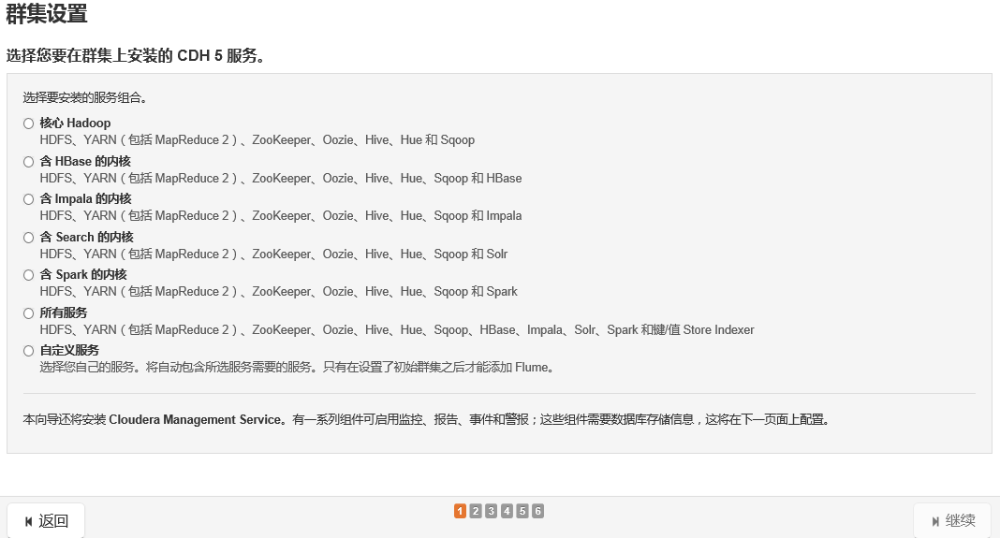 群集设置
选择您要在群集上安装的 CDH 5 服务。
选择要安装的服务组合。
核心 Hadoop
HDFS、YARN（包括 MapReduce 2）、ZooKeeper、Oozie、Hive、Hue 和 Sqoop
含 HBase 的内核
HDFS、YARN（包括 MapReduce 2）、ZooKeeper、Oozie、Hive、Hue、Sqoop 和 HBase
含 Impala 的内核
HDFS、YARN（包括 MapReduce 2）、ZooKeeper、Oozie、Hive、Hue、Sqoop 和 Impala
含 Search 的内核
HDFS、YARN（包括 MapReduce 2）、ZooKeeper、Oozie、Hive、Hue、Sqoop 和 Solr
含 Spark 的内核
HDFS、YARN（包括 MapReduce 2）、ZooKeeper、Oozie、Hive、Hue、Sqoop 和 Spark
所有服务
HDFS、YARN（包括 MapReduce 2）、ZooKeeper、Oozie、Hive、Hue、Sqoop、HBase、Impala、Solr、Spark 和键/值 Store Indexer
自定义服务
选择您自己的服务。将自动包含所选服务需要的服务。只有在设置了初始群集之后才能添加 Flume。
本向导还将安装 Cloudera Management Service。有一系列组件可启用监控、报告、事件和警报；这些组件需要数据库存储信息，这将在下一页面上配置。
返回
1 2 3 4 5 6
继续